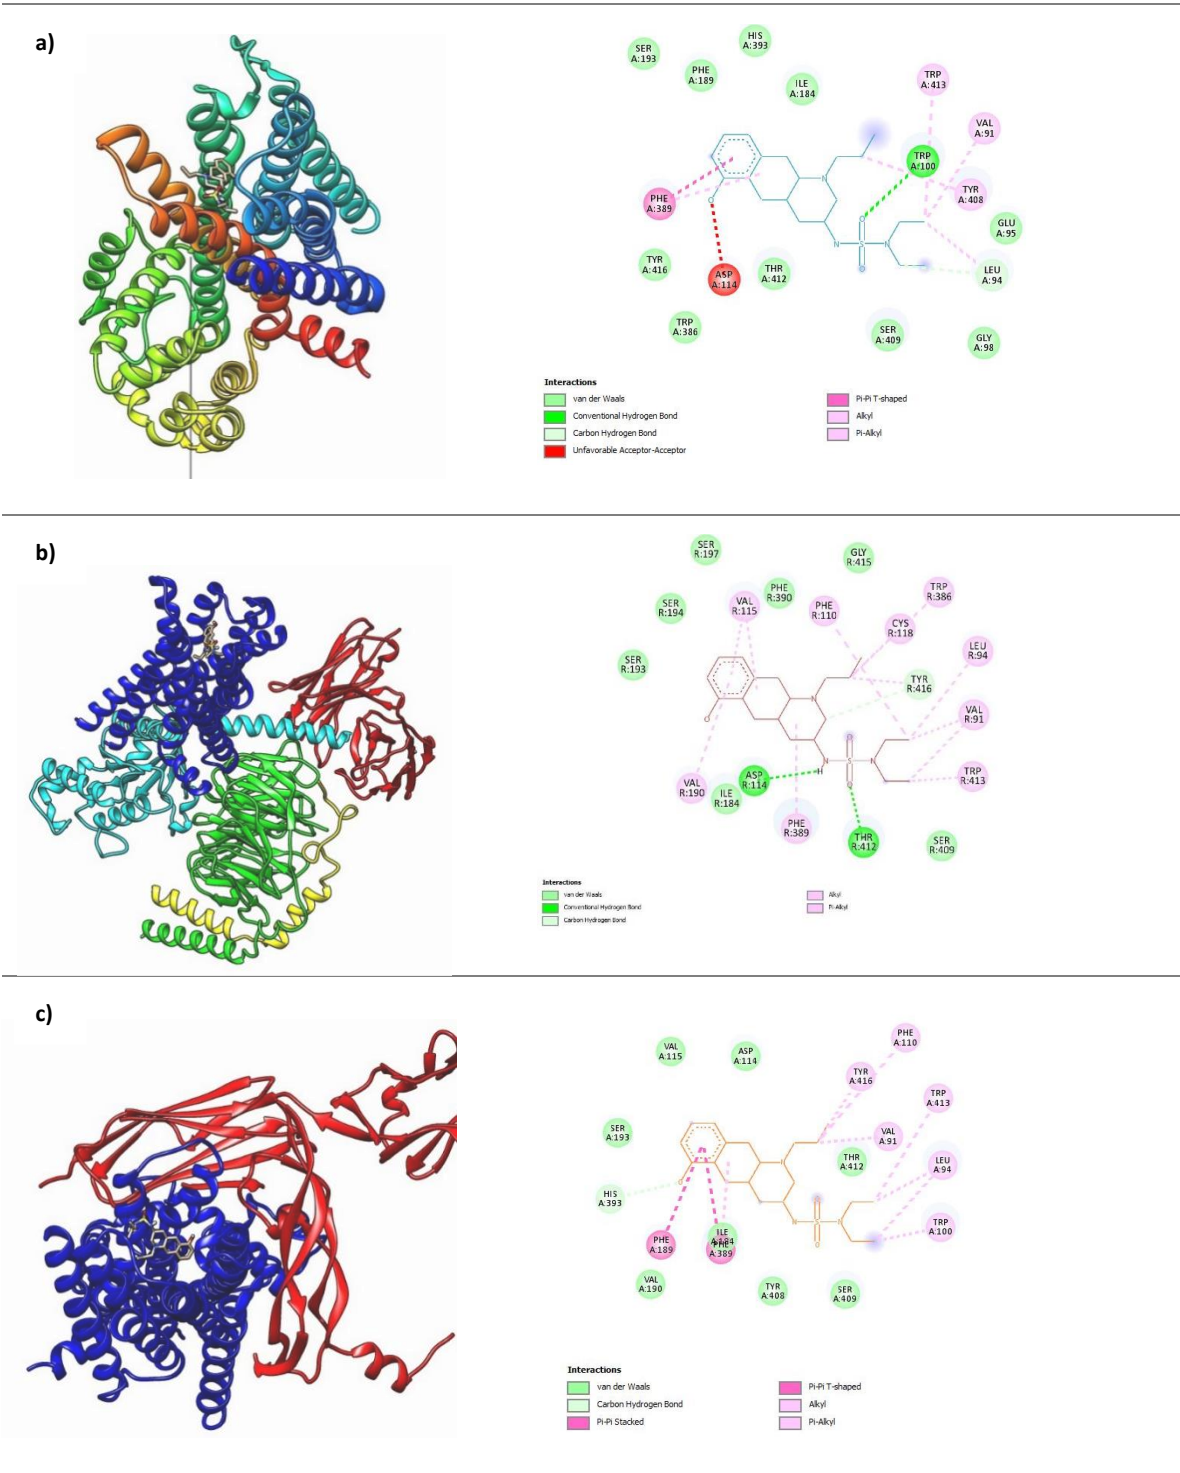 a)
SER
A:193
PHE
A:189
HIS
A:393
ILE
A:184
TRP
A:413
VAL
A:91
TRP
A:100
TYR
A:408
GLU
A:95
LEU
A:94
PHE
A:389
O
N
O
N
S
N
O
TYR
A:416
ASP
A:114
THR
A:412
TRP
A:386
SER
A:409
GLY
A:98
Interactions
van der Waals
Conventional Hydrogen Bond
Carbon Hydrogen Bond
Unfavorable Acceptor-Acceptor
Pi-Pi T-shaped
Alkyl
Pi-Alkyl
b)
SER
R:197
GLY
R:415
PHE
R:390
VAL
R:115
SER
R:194
PHE
R:110
TRP
R:386
CYS
R:118
LEU
R:94
SER
R:193
TYR
R:416
VAL
R:91
O
N
O
N
H
S
N
O
TRP
R:413
VAL
R:190
ILE
R:184
ASP
R:114
PHE
R:389
THR
R:412
SER
R:409
Interactions
van der Waals
Conventional Hydrogen Bond
Carbon Hydrogen Bond
Alkyl
Pi-Alkyl
c)
VAL
A:115
ASP
A:114
PHE
A:110
TYR
A:416
TRP
A:413
SER
A:193
VAL
A:91
THR
A:412
LEU
A:94
HIS
A:393
O
N
O
N
S
N
O
TRP
A:100
PHE
A:189
ILE
A:184
PHE
A:389
VAL
A:190
TYR
A:408
SER
A:409
Interactions
van der Waals
Carbon Hydrogen Bond
Pi-Pi Stacked
Pi-Pi T-shaped
Alkyl
Pi-Alkyl